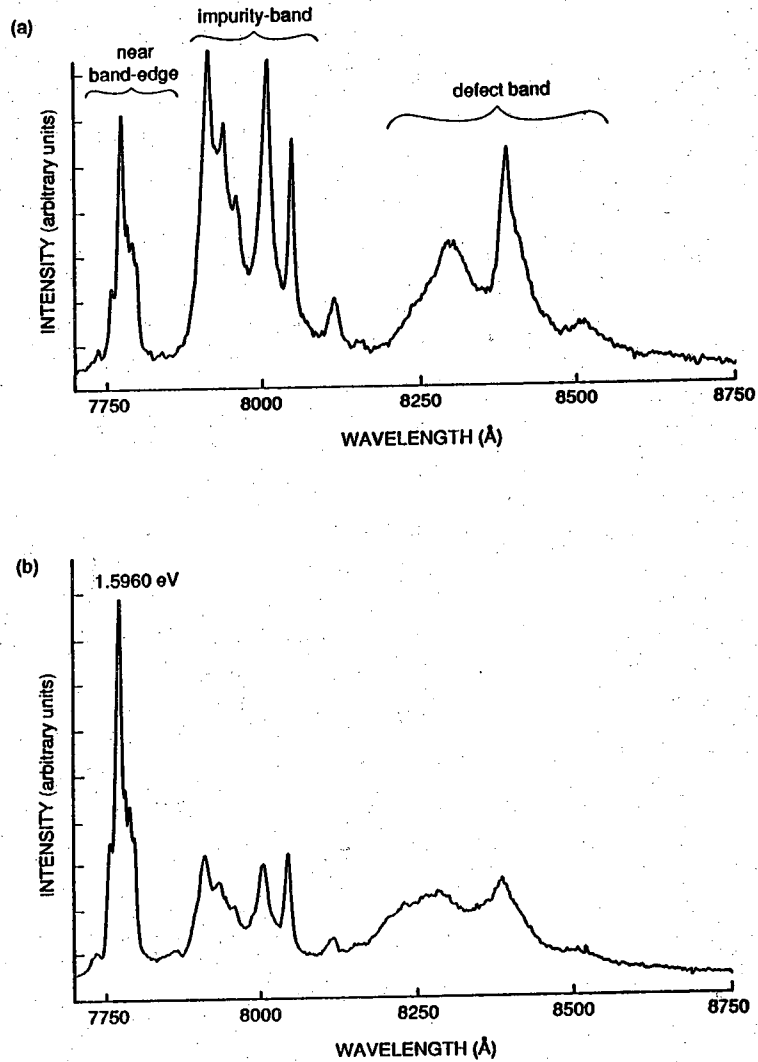 (a)
impurity-band
near
band-edge
defect band
INTENSITY (arbitrary units)
7750 8000 8250 8500 8750
WAVELENGTH (Å)
(b)
1.5960 eV
INTENSITY (arbitrary units)
7750 8000 8250 8500 8750
WAVELENGTH (Å)